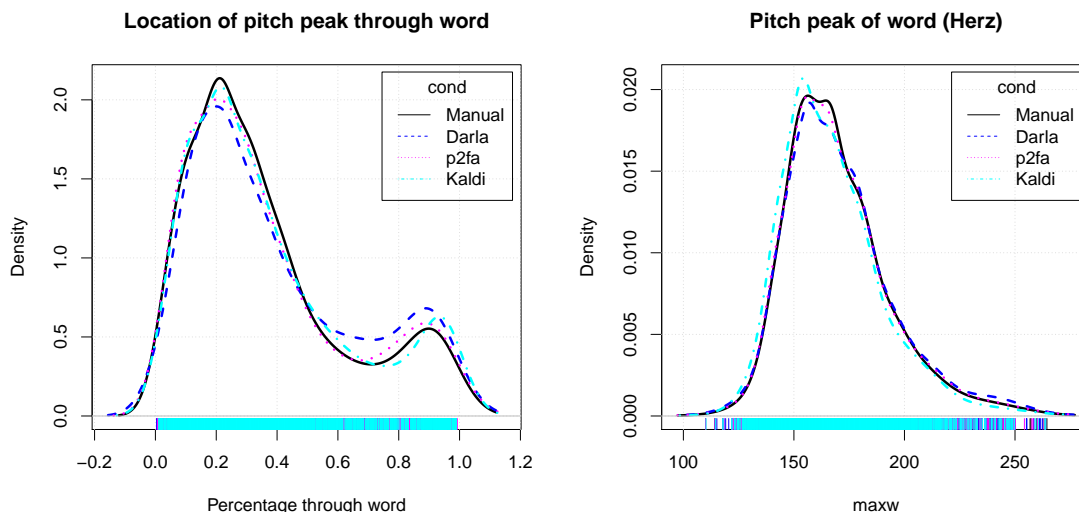 Location of pitch peak through word
Density
0.0
0.5
1.0
1.5
2.0
cond
Manual
Darla
p2fa
Kaldi
−0.2 0.0 0.2 0.4 0.6 0.8 1.0 1.2
Percentage through word
Pitch peak of word (Herz)
Density
0.000
0.005
0.010
0.015
0.020
cond
Manual
Darla
p2fa
Kaldi
100 150 200 250
maxw